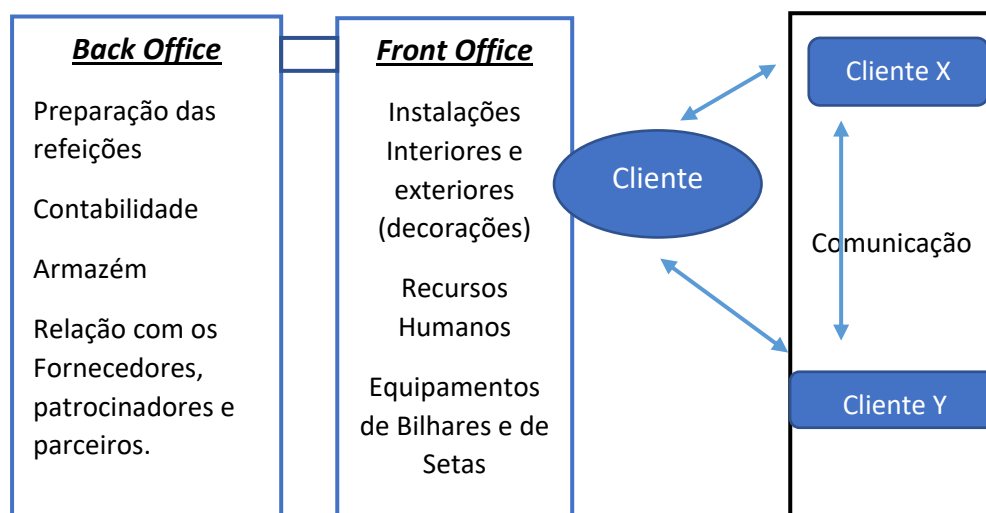 Back Office
Preparação das
refeições
Contabilidade
Armazém
Relação com os
Fornecedores,
patrocinadores e
parceiros.
Front Office
Instalações
Interiores e
exteriores
(decorações)
Recursos
Humanos
Equipamentos
de Bilhares e de
Setas
Cliente
Cliente X
Comunicação
Cliente Y